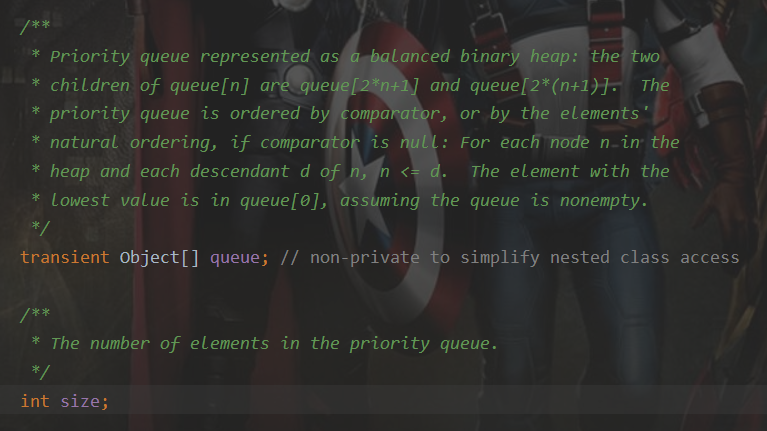 /**
 * Priority queue represented as a balanced binary heap: the two
 * children of queue[n] are queue[2*n+1] and queue[2*(n+1)].  The
 * priority queue is ordered by comparator, or by the elements'
 * natural ordering, if comparator is null: For each node n in the
 * heap and each descendant d of n, n <= d.  The element with the
 * lowest value is in queue[0], assuming the queue is nonempty.
 */
transient Object[] queue; // non-private to simplify nested class access
/**
 * The number of elements in the priority queue.
 */
int size;